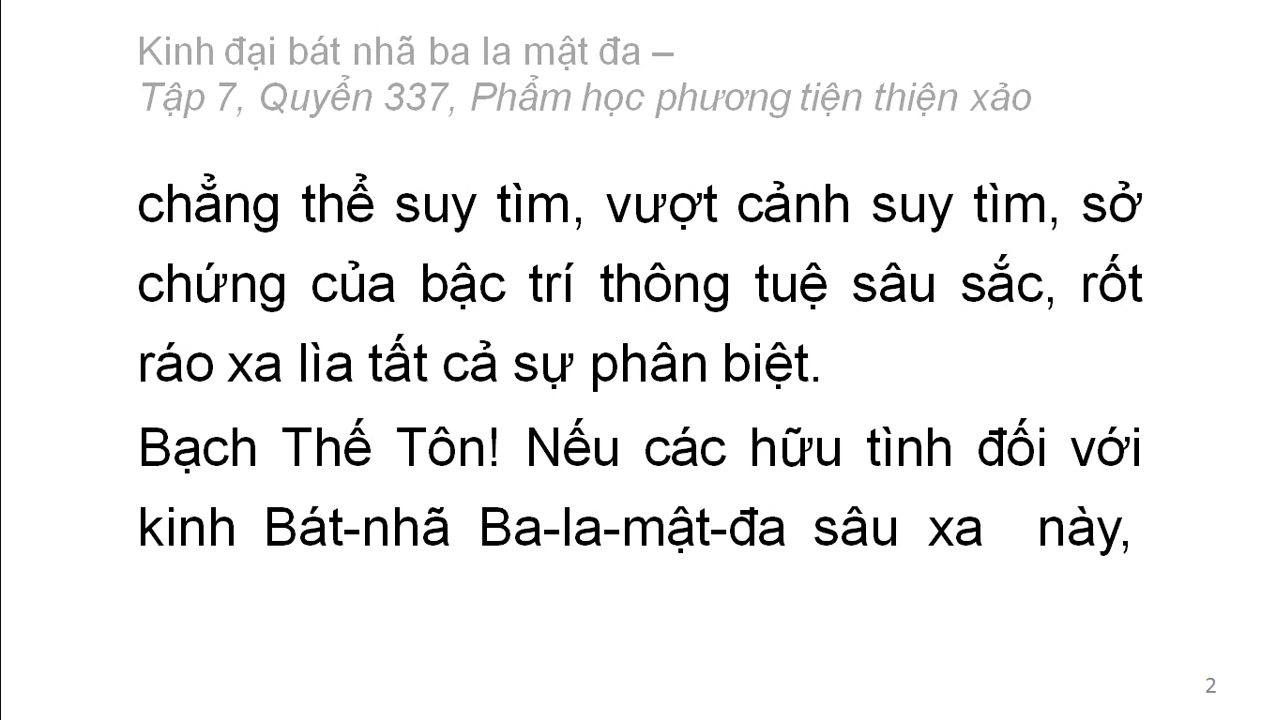 Kinh đại bát nhã ba la mật đa –
Tập 7, Quyển 337, Phẩm học phương tiện thiện xảo
chẳng thể suy tìm, vượt cảnh suy tìm, sở
chứng của bậc trí thông tuệ sâu sắc, rốt
ráo xa lìa tất cả sự phân biệt.
Bạch Thế Tôn! Nếu các hữu tình đối với
kinh Bát-nhã Ba-la-mật-đa sâu xa này,
2